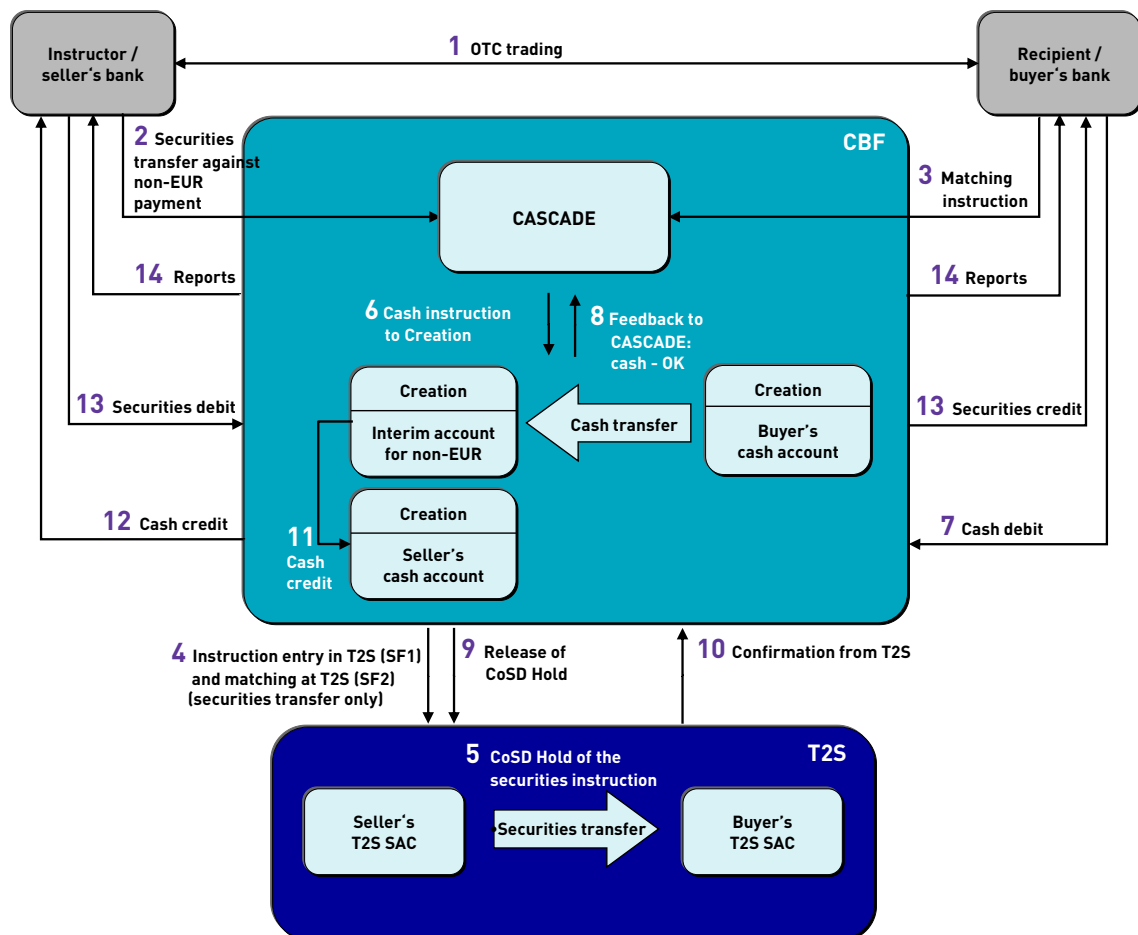 Instructor /
seller‘s bank
1 OTC trading
Recipient /
buyer‘s bank
2 Securities
transfer against
non-EUR
payment
CBF
CASCADE
3 Matching
instruction
14 Reports
14 Reports
6 Cash instruction
to Creation
8 Feedback to
CASCADE:
cash - OK
13 Securities debit
Creation
Interim account
for non-EUR
Cash transfer
Creation
Buyer's
cash account
13 Securities credit
12 Cash credit
11
Cash
credit
Creation
Seller's
cash account
7 Cash debit
4 Instruction entry in T2S (SF1)
and matching at T2S (SF2)
(securities transfer only)
9 Release of
CoSD Hold
10 Confirmation from T2S
T2S
5 CoSD Hold of the
securities instruction
Seller‘s
T2S SAC
Securities transfer
Buyer's
T2S SAC